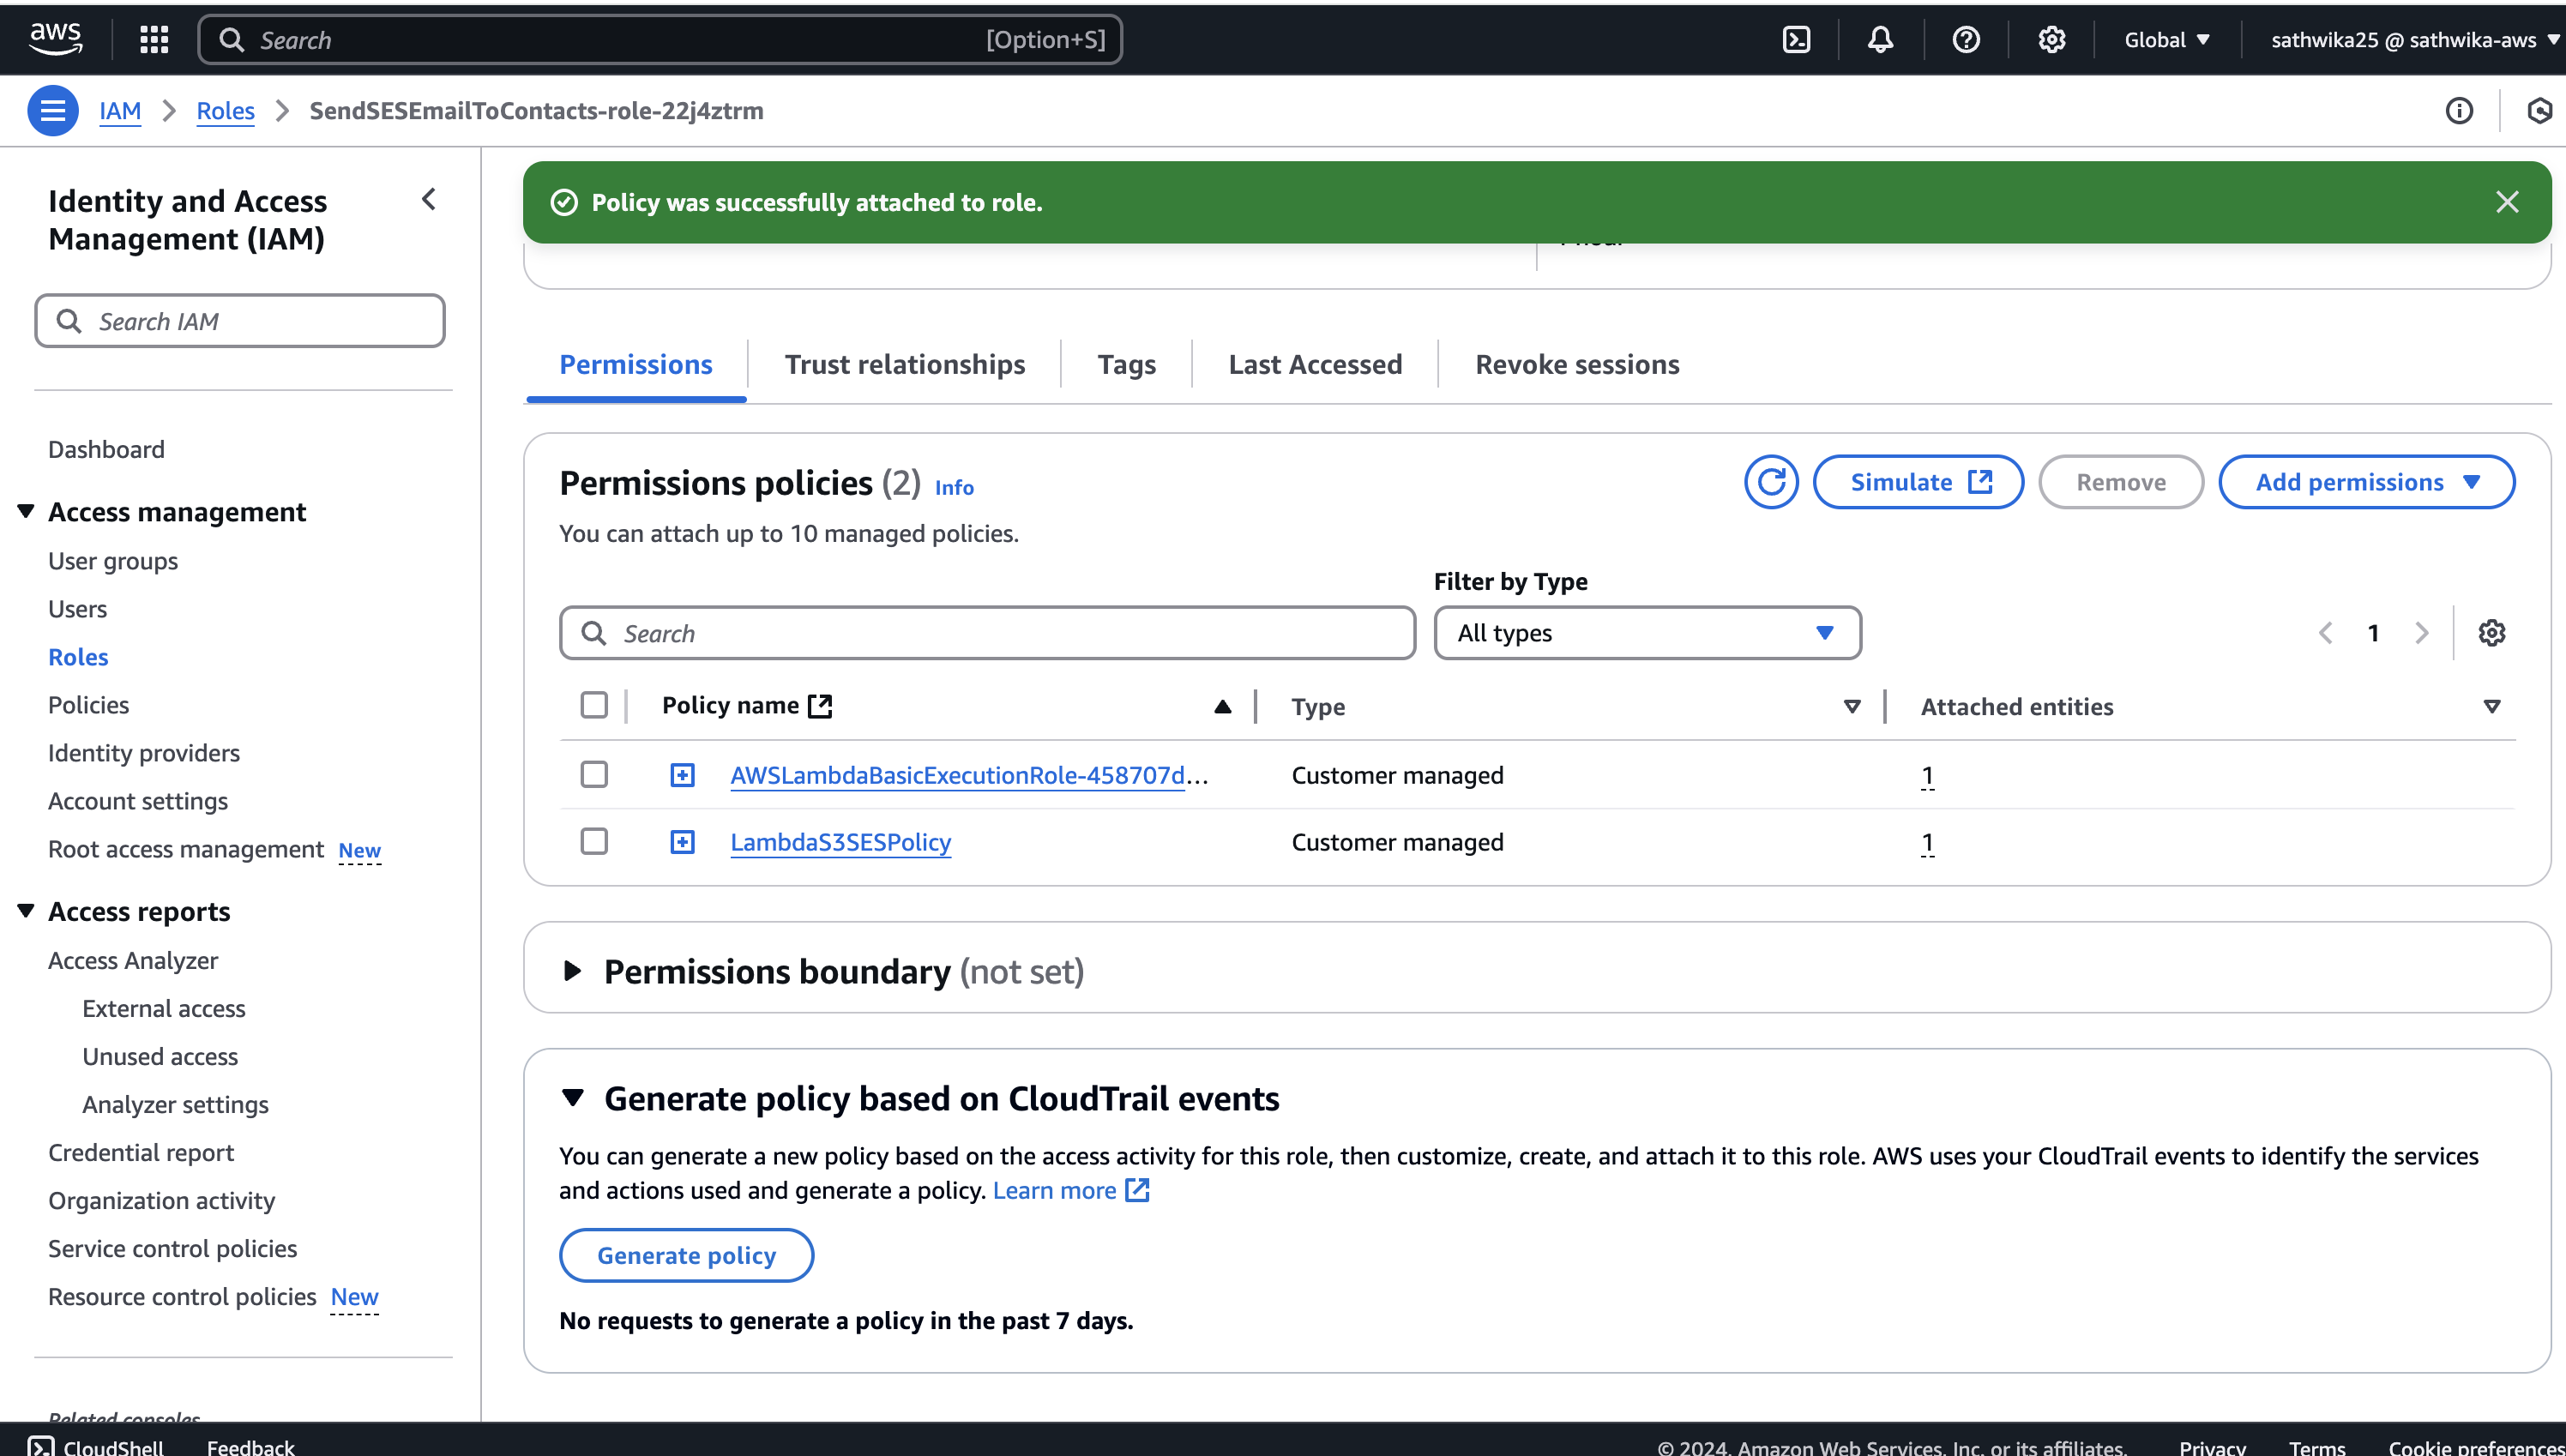 aws
Search
[Option+S]
Global
sathwika25 @ sathwika-aws
IAM
Roles
SendSESEmailToContacts-role-22j4ztrm
Identity and Access
Management (IAM)
Search IAM
Dashboard
Access management
User groups
Users
Roles
Policies
Identity providers
Account settings
Root access management New
Access reports
Access Analyzer
External access
Unused access
Analyzer settings
Credential report
Organization activity
Service control policies
Resource control policies New
Related consoles
Policy was successfully attached to role.
Permissions
Trust relationships
Tags
Last Accessed
Revoke sessions
Permissions policies (2) Info
Simulate
Remove
Add permissions
You can attach up to 10 managed policies.
Filter by Type
Search
All types
1
Policy name
Type
Attached entities
AWSLambdaBasicExecutionRole-458707d...
Customer managed
1
LambdaS3SESPolicy
Customer managed
1
Permissions boundary (not set)
Generate policy based on CloudTrail events
You can generate a new policy based on the access activity for this role, then customize, create, and attach it to this role. AWS uses your CloudTrail events to identify the services
and actions used and generate a policy. Learn more
Generate policy
No requests to generate a policy in the past 7 days.
CloudShell
Feedback
© 2024, Amazon Web Services, Inc. or its affiliates.
Privacy
Terms
Cookie preferences